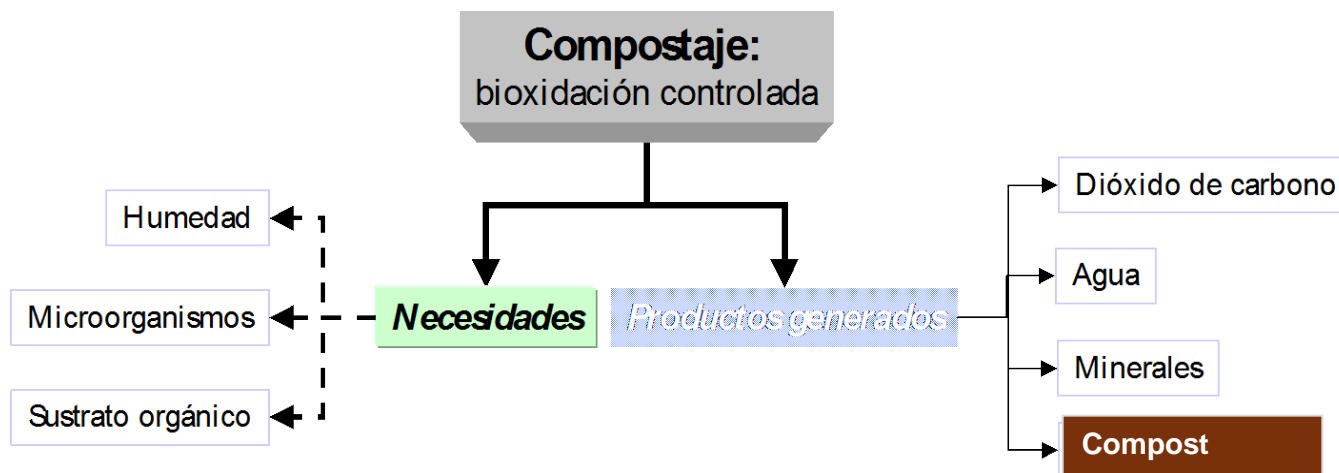 Compostaje:
bioxidación controlada
Humedad
Microorganismos
Sustrato orgánico
Necesidades
Productos generados
Dióxido de carbono
Agua
Minerales
Compost